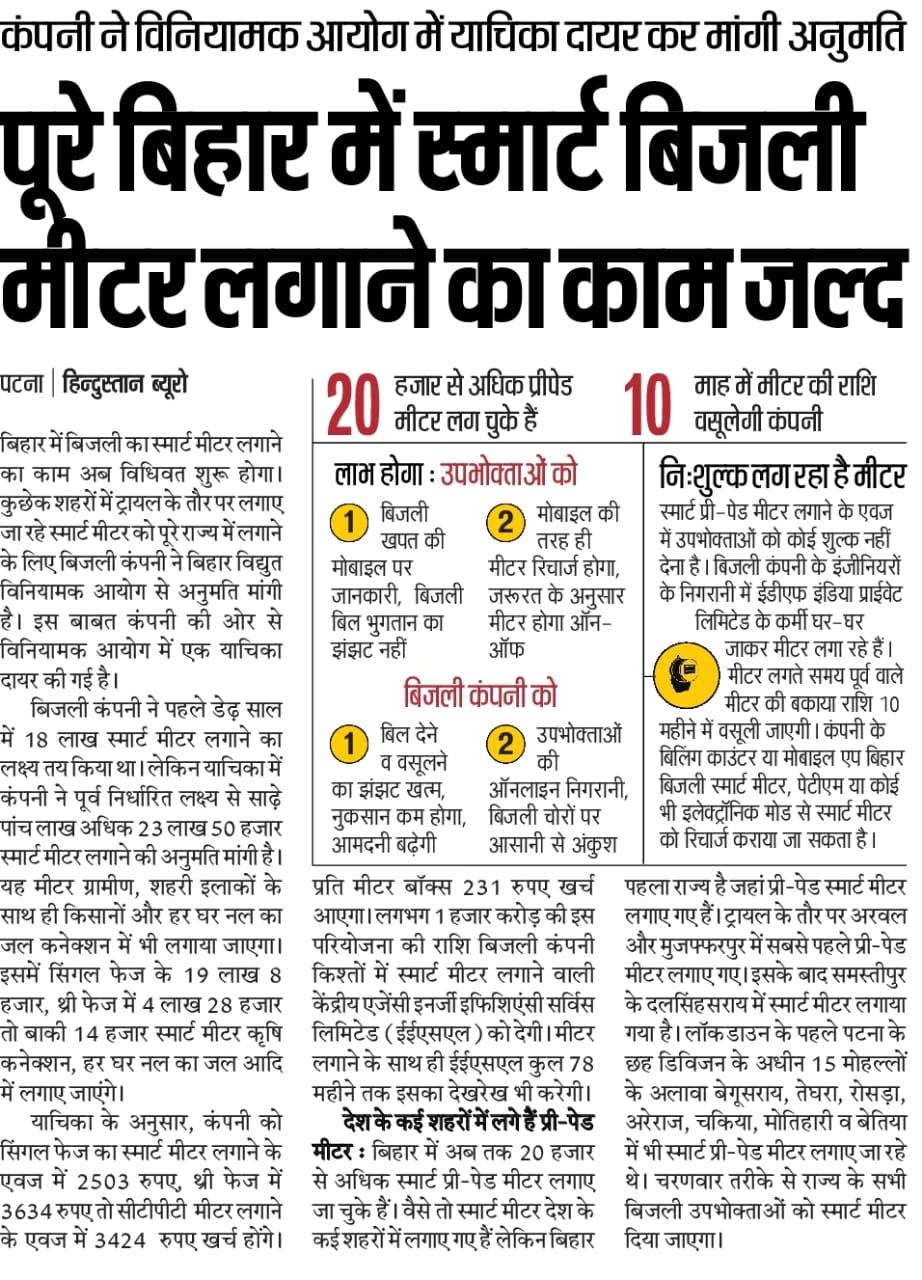 कंपनी ने विनियामक आयोग में याचिका दायर कर मांगी अनुमति
पूरे बिहार में स्मार्ट बिजली
मीटर लगाने का काम जल्द
पटना | हिन्दुस्तान ब्यूरो
बिहार में बिजली का स्मार्ट मीटर लगाने
का काम अब विधिवत शुरू होगा।
कुछेक शहरों में ट्रायल के तौर पर लगाए
जा रहे स्मार्ट मीटर को पूरे राज्य में लगाने
के लिए बिजली कंपनी ने बिहार विद्युत
विनियामक आयोग से अनुमति मांगी
है। इस बाबत कंपनी की ओर से
विनियामक आयोग में एक याचिका
दायर की गई है।
बिजली कंपनी ने पहले डेढ़ साल
में 18 लाख स्मार्ट मीटर लगाने का
लक्ष्य तय किया था। लेकिन याचिका में
कंपनी ने पूर्व निर्धारित लक्ष्य से साढ़े
पांच लाख अधिक 23 लाख 50 हजार
स्मार्ट मीटर लगाने की अनुमति मांगी है।
यह मीटर ग्रामीण, शहरी इलाकों के
साथ ही किसानों और हर घर नल का
जल कनेक्शन में भी लगाया जाएगा।
इसमें सिंगल फेज के 19 लाख 8
हजार, थ्री फेज में 4 लाख 28 हजार
तो बाकी 14 हजार स्मार्ट मीटर कृषि
कनेक्शन, हर घर नल का जल आदि
में लगाए जाएंगे।
याचिका के अनुसार, कंपनी को
सिंगल फेज का स्मार्ट मीटर लगाने के
एवज में 2503 रुपए, थ्री फेज में
3634 रुपए तो सीटीपीटी मीटर लगाने
के एवज में 3424 रुपए खर्च होंगे।
20 हजार से अधिक प्रीपेड
मीटर लग चुके हैं
10 माह में मीटर की राशि
वसूलेगी कंपनी
लाभ होगा : उपभोक्ताओं को
1 बिजली
खपत की
मोबाइल पर
जानकारी, बिजली
बिल भुगतान का
झंझट नहीं
2 मोबाइल की
तरह ही
मीटर रिचार्ज होगा,
जरूरत के अनुसार
मीटर होगा ऑन-
ऑफ
बिजली कंपनी को
1 बिल देने
व वसूलने
का झंझट खत्म,
नुकसान कम होगा,
आमदनी बढ़ेगी
2 उपभोक्ताओं
की
ऑनलाइन निगरानी,
बिजली चोरों पर
आसानी से अंकुश
निःशुल्क लग रहा है मीटर
स्मार्ट प्री-पेड मीटर लगाने के एवज
में उपभोक्ताओं को कोई शुल्क नहीं
देना है। बिजली कंपनी के इंजीनियरों
के निगरानी में ईडीएफ इंडिया प्राईवेट
लिमिटेड के कर्मी घर-घर
जाकर मीटर लगा रहे हैं।
मीटर लगते समय पूर्व वाले
मीटर की बकाया राशि 10
महीने में वसूली जाएगी। कंपनी के
बिलिंग काउंटर या मोबाइल एप बिहार
बिजली स्मार्ट मीटर, पेटीएम या कोई
भी इलेक्ट्रॉनिक मोड से स्मार्ट मीटर
को रिचार्ज कराया जा सकता है।
प्रति मीटर बॉक्स 231 रुपए खर्च
आएगा। लगभग 1 हजार करोड़ की इस
परियोजना की राशि बिजली कंपनी
किश्तों में स्मार्ट मीटर लगाने वाली
केंद्रीय एजेंसी इनर्जी इफिशिएंसी सर्विस
लिमिटेड (ईईएसएल) को देगी। मीटर
लगाने के साथ ही ईईएसएल कुल 78
महीने तक इसका देखरेख भी करेगी।
देश के कई शहरों में लगे हैं प्री-पेड
मीटर : बिहार में अब तक 20 हजार
से अधिक स्मार्ट प्री-पेड मीटर लगाए
जा चुके हैं। वैसे तो स्मार्ट मीटर देश के
कई शहरों में लगाए गए हैं लेकिन बिहार
पहला राज्य है जहां प्री-पेड स्मार्ट मीटर
लगाए गए हैं। ट्रायल के तौर पर अरवल
और मुजफ्फरपुर में सबसे पहले प्री-पेड
मीटर लगाए गए। इसके बाद समस्तीपुर
के दलसिंहसराय में स्मार्ट मीटर लगाया
गया है। लॉकडाउन के पहले पटना के
छह डिविजन के अधीन 15 मोहल्लों
के अलावा बेगूसराय, तेघरा, रोसड़ा,
अरेराज, चकिया, मोतिहारी व बेतिया
में भी स्मार्ट प्री-पेड मीटर लगाए जा रहे
थे। चरणवार तरीके से राज्य के सभी
बिजली उपभोक्ताओं को स्मार्ट मीटर
दिया जाएगा।